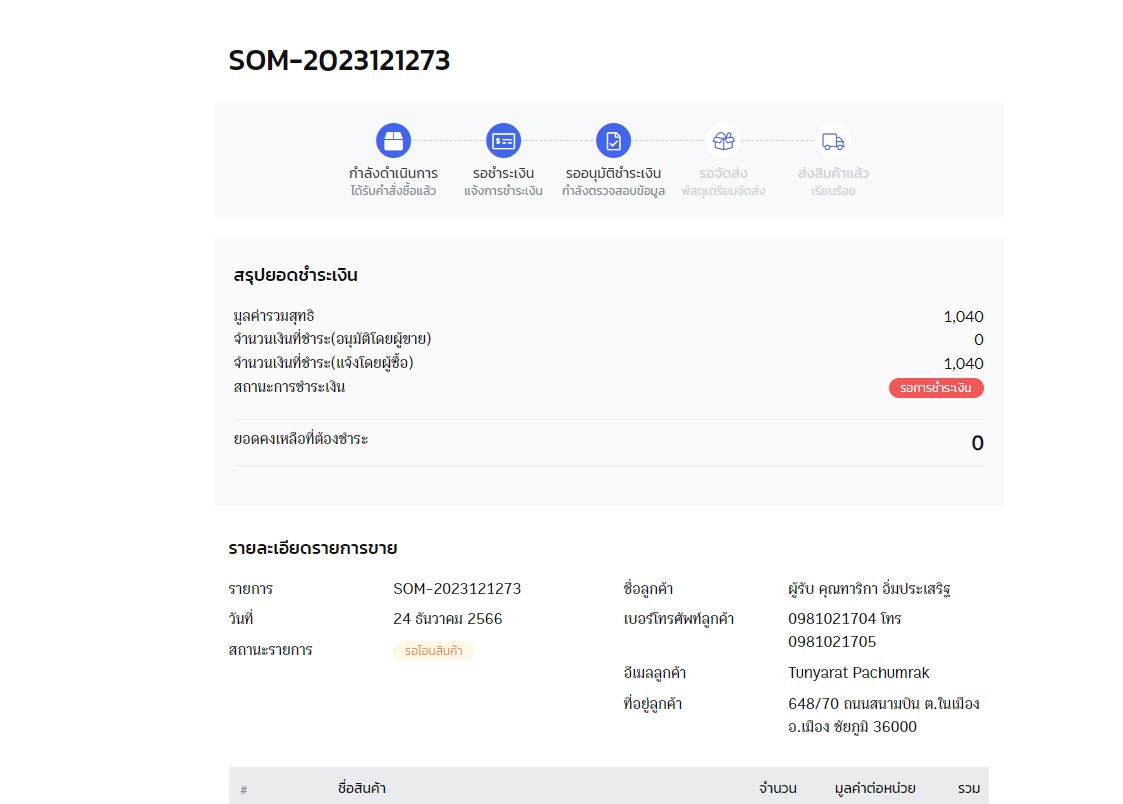 SOM-2023121273
กำลังดำเนินการ รอชำระเงิน รออนุมัติชำระเงิน รอจัดส่ง ส่งสินค้าแล้ว
ได้รับคำสั่งซื้อแล้ว แจ้งการชำระเงิน กำลังตรวจสอบข้อมูล พัสดุเตรียมจัดส่ง เรียบร้อย
สรุปยอดชำระเงิน
มูลค่ารวมสุทธิ 1,040
จำนวนเงินที่ชำระ(อนุมัติโดยผู้ขาย) 0
จำนวนเงินที่ชำระ(แจ้งโดยผู้ซื้อ) 1,040
สถานะการชำระเงิน รอการชำระเงิน
ยอดคงเหลือที่ต้องชำระ 0
รายละเอียดรายการขาย
รายการ SOM-2023121273 ชื่อลูกค้า ผู้รับ คุณทาริกา อิ่มประเสริฐ
วันที่ 24 ธันวาคม 2566 เบอร์โทรศัพท์ลูกค้า 0981021704 โทร
0981021705
สถานะรายการ รอโอนสินค้า
อีเมลลูกค้า Tunyarat Pachumrak
ที่อยู่ลูกค้า 648/70 ถนนสนามบิน ต.ในเมือง
อ.เมือง ชัยภูมิ 36000
# ชื่อสินค้า จำนวน มูลค่าต่อหน่วย รวม